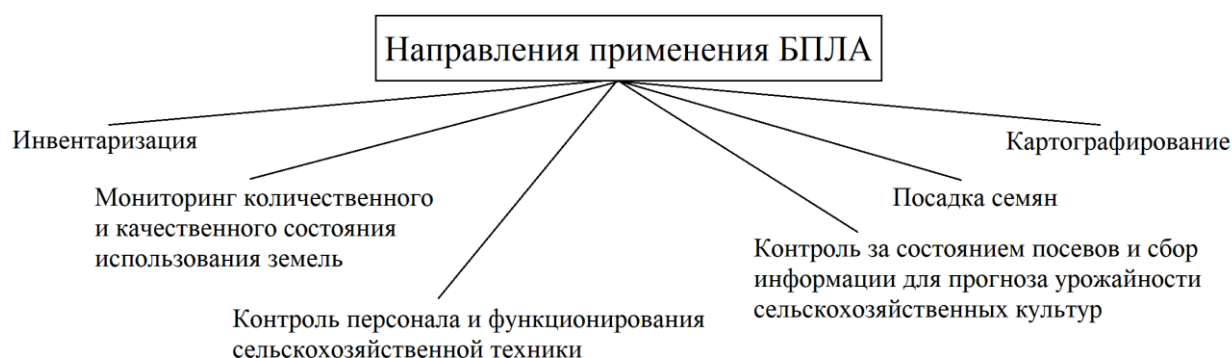 Направления применения БПЛА
Инвентаризация
Картографирование
Мониторинг количественного
и качественного состояния
использования земель
Посадка семян
Контроль за состоянием посевов и сбор
информации для прогноза урожайности
сельскохозяйственных культур
Контроль персонала и функционирования
сельскохозяйственной техники